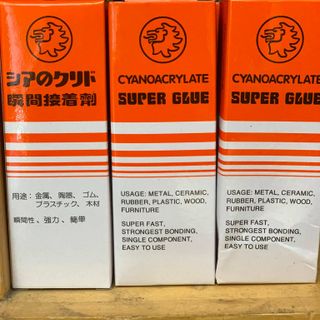 シアのクリド
瞬間接着劑
用途：金属、陶器、ゴム、
プラスチック、木材
瞬間性、強力、簡単
CYANOACRYLATE
SUPER GLUE
USAGE: METAL, CERAMIC,
RUBBER, PLASTIC, WOOD,
FURNITURE
SUPER FAST,
STRONGEST BONDING,
SINGLE COMPONENT,
EASY TO USE
CYANOACRYLATE
SUPER GLUE
USAGE: METAL, CERAMIC,
RUBBER, PLASTIC, WOOD,
FURNITURE
SUPER FAST,
STRONGEST BONDING,
SINGLE COMPONENT,
EASY TO USE